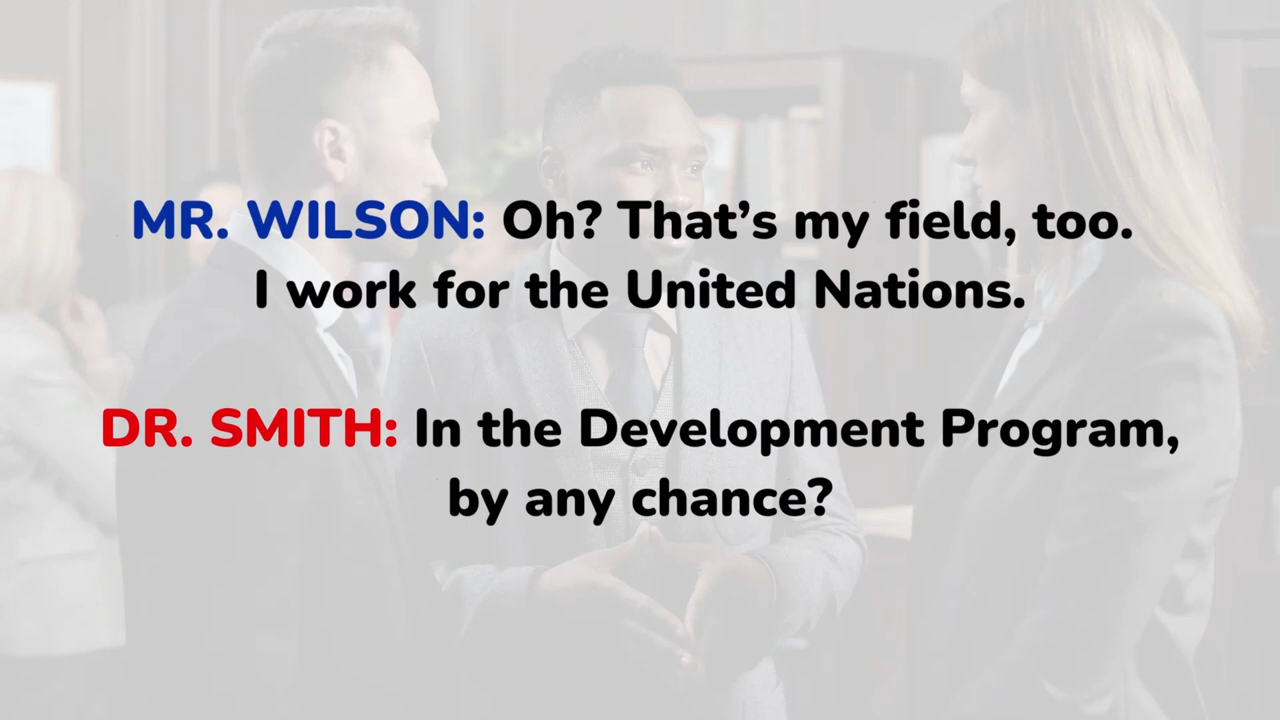 MR. WILSON: Oh? That’s my field, too.
I work for the United Nations.
DR. SMITH: In the Development Program,
by any chance?